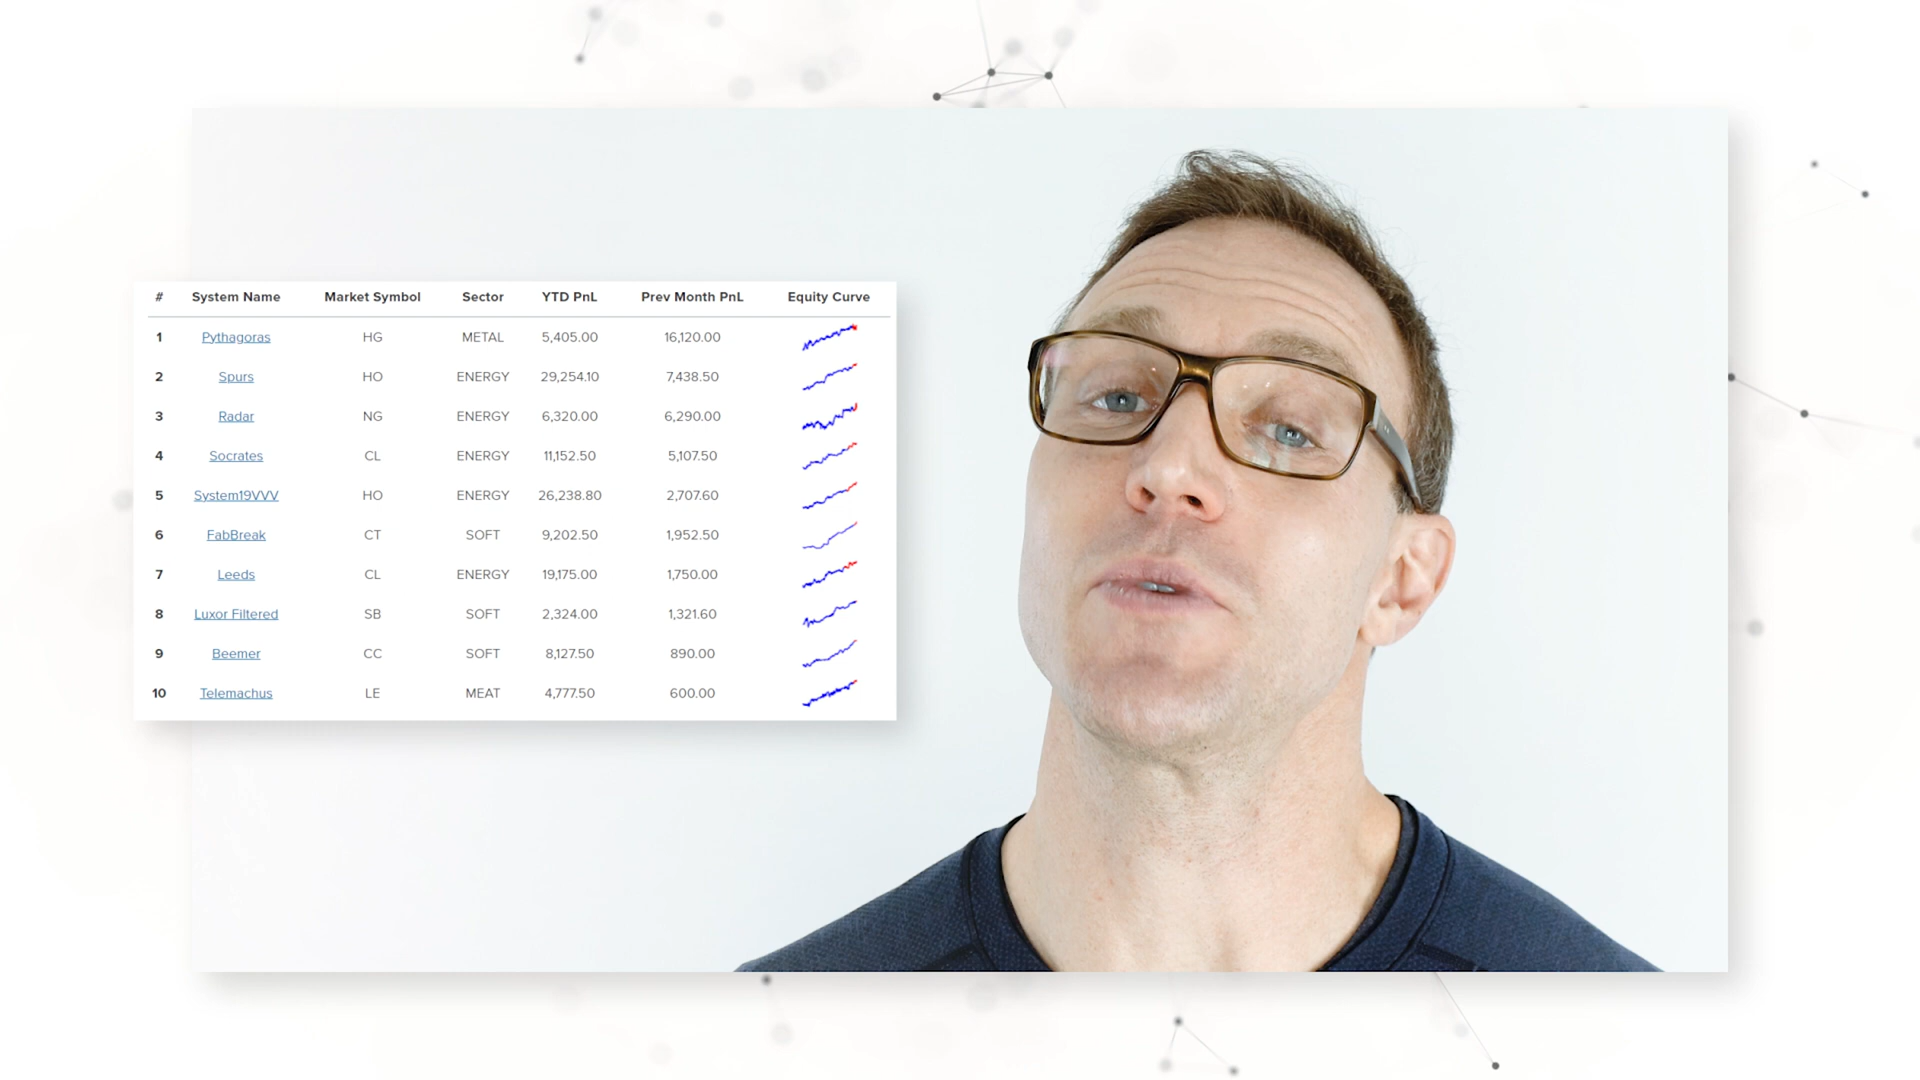 # System Name Market Symbol Sector YTD PnL Prev Month PnL Equity Curve
1 Pythagoras HG METAL 5,405.00 16,120.00
2 Spurs HO ENERGY 29,254.10 7,438.50
3 Radar NG ENERGY 6,320.00 6,290.00
4 Socrates CL ENERGY 11,152.50 5,107.50
5 System19VVV HO ENERGY 26,238.80 2,707.60
6 FabBreak CT SOFT 9,202.50 1,952.50
7 Leeds CL ENERGY 19,175.00 1,750.00
8 Luxor Filtered SB SOFT 2,324.00 1,321.60
9 Beemer CC SOFT 8,127.50 890.00
10 Telemachus LE MEAT 4,777.50 600.00